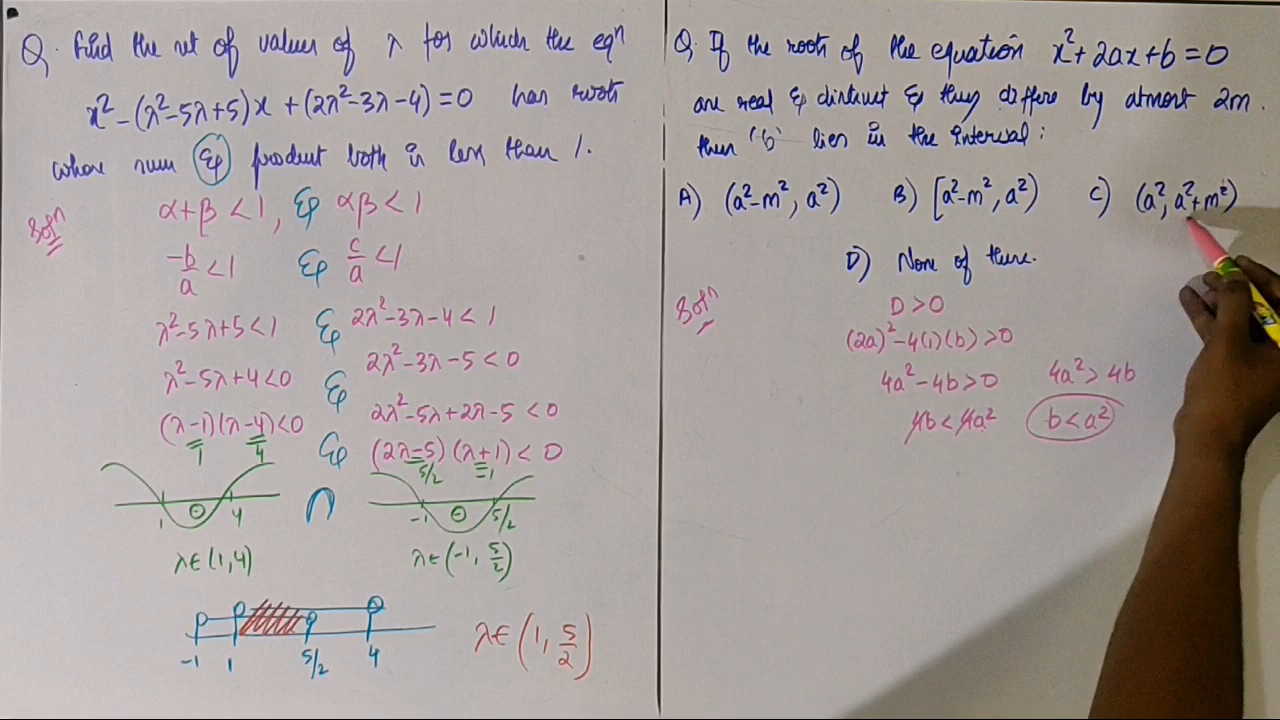 Q. Find the set of values of λ for which the eqⁿ
x² - (λ²-5λ+5)x + (2λ²-3λ-4) = 0 has roots
whose sum & product both is less than 1.
Solⁿ
α+β < 1, & αβ < 1
-b/a < 1 & c/a < 1
λ²-5λ+5 < 1 & 2λ²-3λ-4 < 1
λ²-5λ+4 < 0 & 2λ²-3λ-5 < 0
2λ²-5λ+2λ-5 < 0
(λ-1)(λ-4) < 0 & (2λ-5)(λ+1) < 0
1 4 5/2 -1
1 ⊖ 4 ∩ -1 ⊖ 5/2
λ∈(1,4) λ∈(-1, 5/2)
-1 1 5/2 4
λ∈(1, 5/2)
Q. If the roots of the equation x²+2ax+b=0
are real & distinct & they differ by atmost 2m.
then 'b' lies in the interval:
A) (a²-m², a²) B) [a²-m², a²) C) (a², a²+m²)
D) None of these.
Solⁿ
D>0
(2a)²-4(1)(b)>0
4a²-4b>0 4a²>4b
4b<4a² b<a²